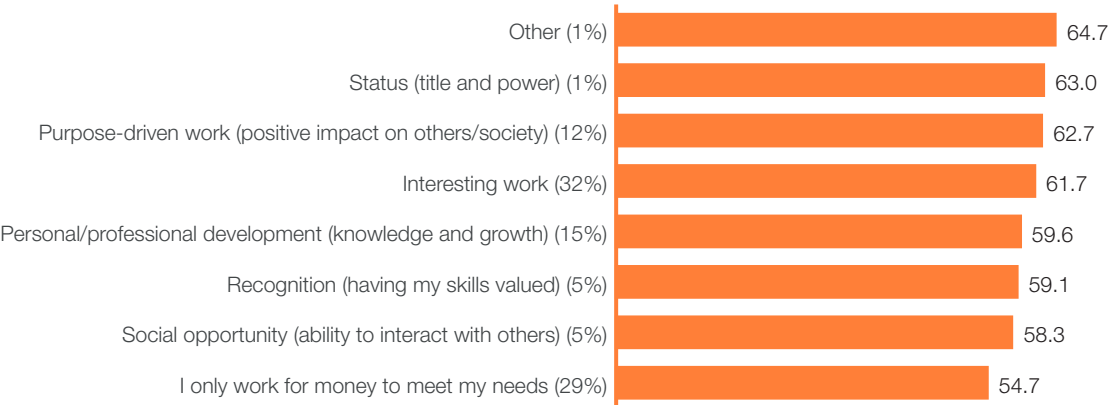 Other (1%) 64.7
Status (title and power) (1%) 63.0
Purpose-driven work (positive impact on others/society) (12%) 62.7
Interesting work (32%) 61.7
Personal/professional development (knowledge and growth) (15%) 59.6
Recognition (having my skills valued) (5%) 59.1
Social opportunity (ability to interact with others) (5%) 58.3
I only work for money to meet my needs (29%) 54.7